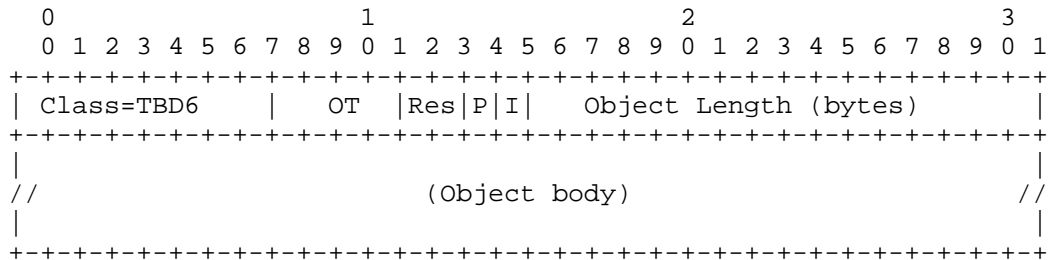 0                   1                   2                   3
 0 1 2 3 4 5 6 7 8 9 0 1 2 3 4 5 6 7 8 9 0 1 2 3 4 5 6 7 8 9 0 1
+-+-+-+-+-+-+-+-+-+-+-+-+-+-+-+-+-+-+-+-+-+-+-+-+-+-+-+-+-+-+-+-+
| Class=TBD6    |   OT  |Res|P|I|   Object Length (bytes)       |
+-+-+-+-+-+-+-+-+-+-+-+-+-+-+-+-+-+-+-+-+-+-+-+-+-+-+-+-+-+-+-+-+
|                                                               |
//                        (Object body)                        //
|                                                               |
+-+-+-+-+-+-+-+-+-+-+-+-+-+-+-+-+-+-+-+-+-+-+-+-+-+-+-+-+-+-+-+-+